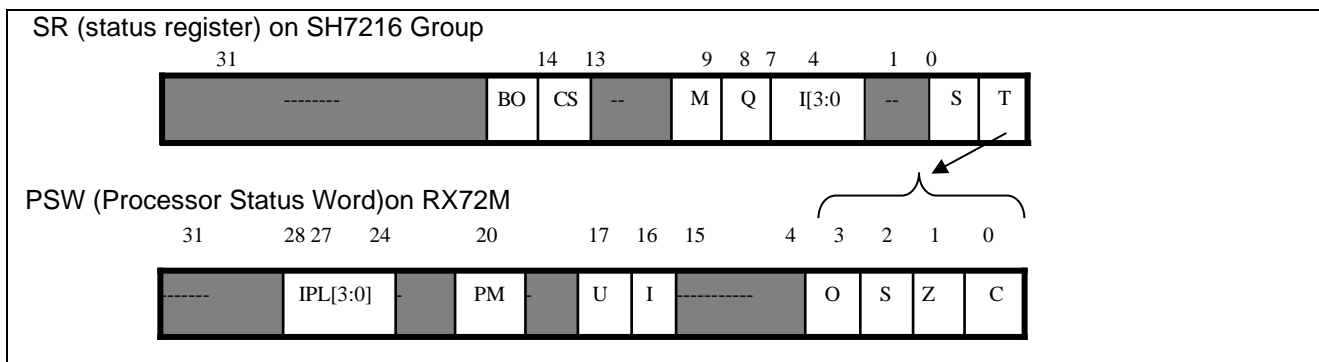 SR (status register) on SH7216 Group
31 14 13 9 8 7 4 1 0
-------- BO CS -- M Q I[3:0 -- S T
PSW (Processor Status Word)on RX72M
31 28 27 24 20 17 16 15 4 3 2 1 0
------- IPL[3:0] - PM - U I ----------- O S Z C